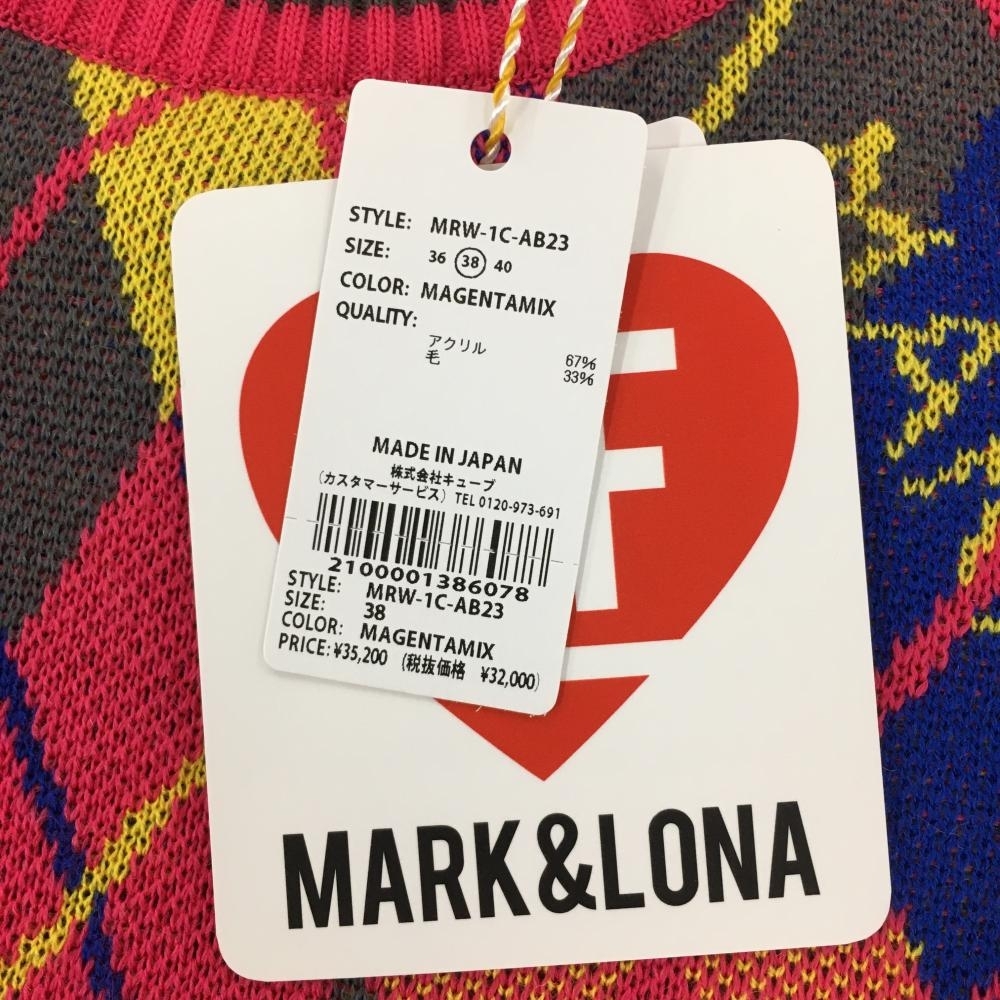 STYLE: MRW-1C-AB23
SIZE: 36 38 40
COLOR: MAGENTAMIX
QUALITY:
アクリル 67%
毛 33%
MADE IN JAPAN
株式会社キューブ
(カスタマーサービス) TEL 0120-973-691
2100001386078
STYLE: MRW-1C-AB23
SIZE: 38
COLOR: MAGENTAMIX
PRICE: ¥35,200 (税抜価格 ¥32,000)
MARK&LONA